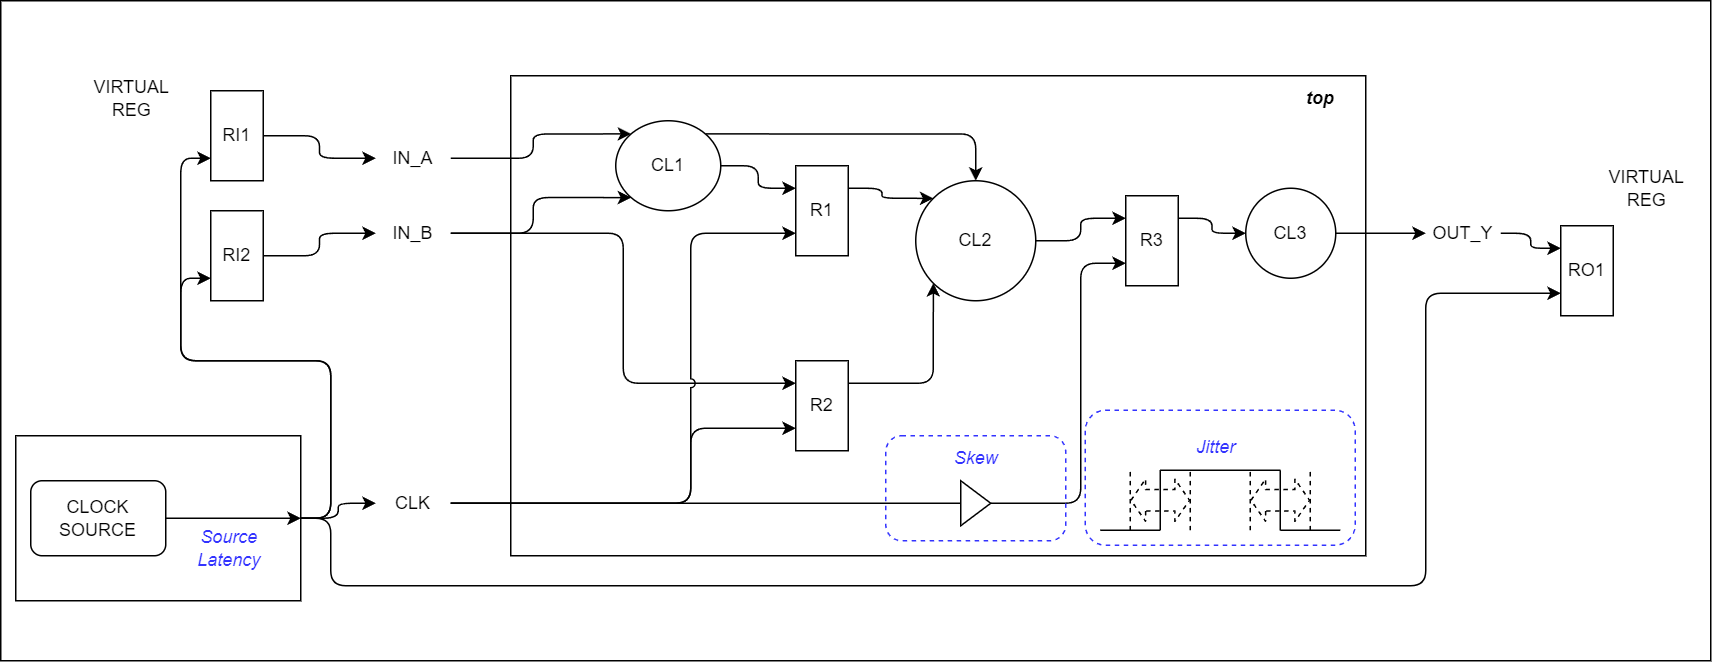 VIRTUAL
REG
RI1
RI2
IN_A
IN_B
top
CL1
R1
CL2
R2
R3
CL3
OUT_Y
VIRTUAL
REG
RO1
CLOCK
SOURCE
Source
Latency
CLK
Skew
Jitter